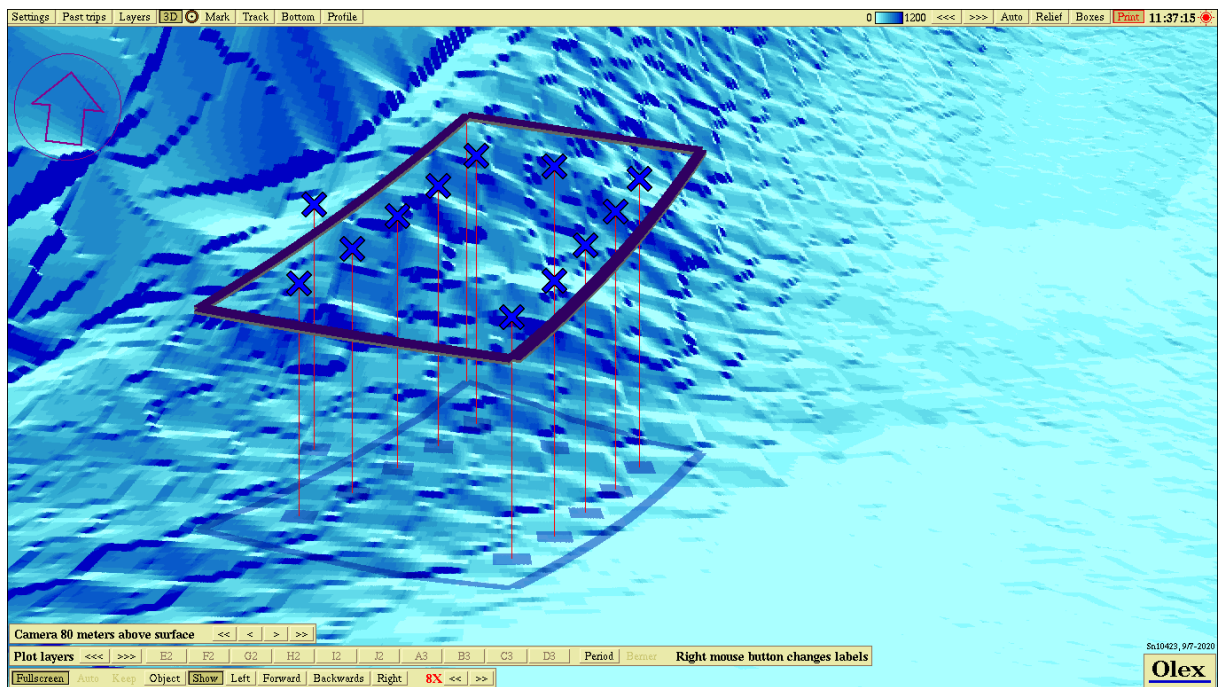 Settings Past trips Layers 3D Mark Track Bottom Profile 0 1200 <<< >>> Auto Relief Boxes Print 11:37:15
Camera 80 meters above surface << < > >>
Plot layers <<< >>> E2 F2 G2 H2 I2 J2 A3 B3 C3 D3 Period Berner Right mouse button changes labels
Sn10423, 9/7-2020
Fullscreen Auto Keep Object Show Left Forward Backwards Right 8X << >>
Olex